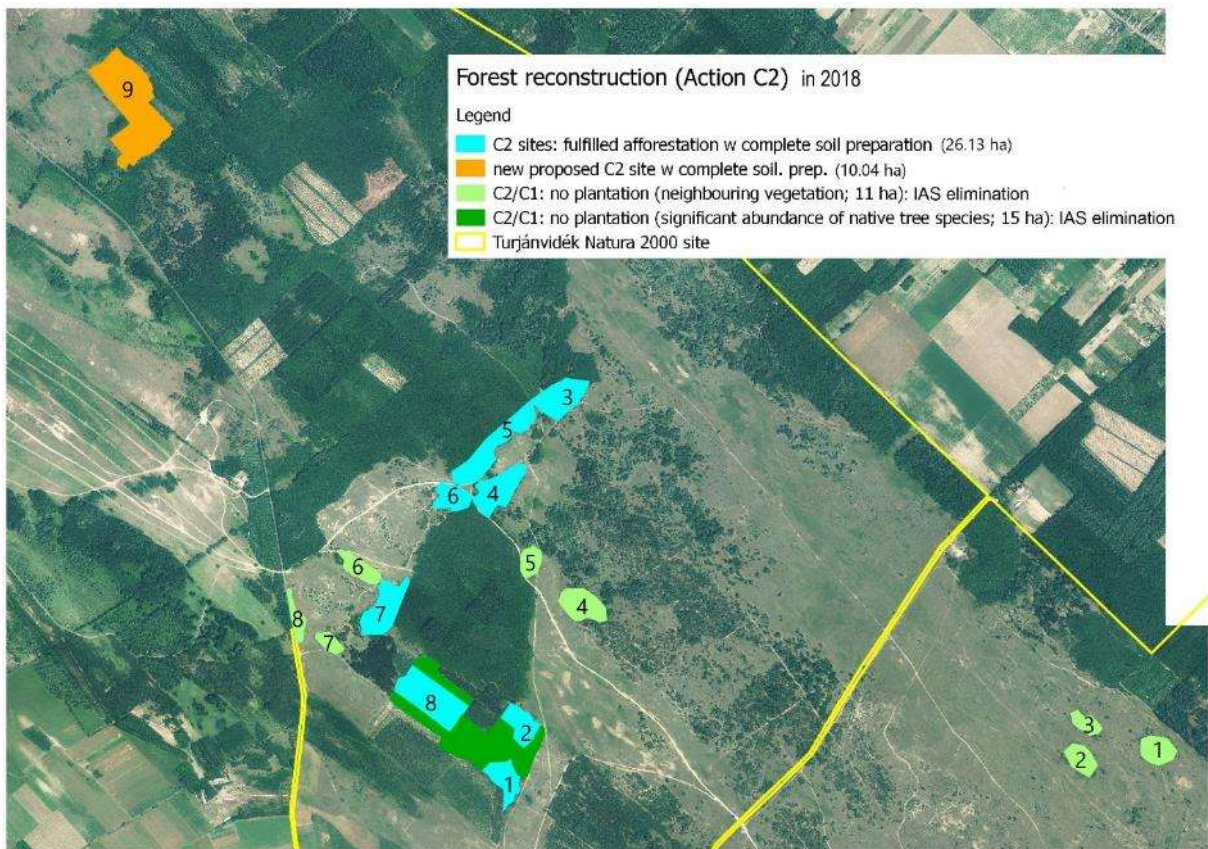 Forest reconstruction (Action C2) in 2018
Legend
C2 sites: fulfilled afforestation w complete soil preparation (26.13 ha)
new proposed C2 site w complete soil. prep. (10.04 ha)
C2/C1: no plantation (neighbouring vegetation; 11 ha): IAS elimination
C2/C1: no plantation (significant abundance of native tree species; 15 ha): IAS elimination
Turjánvidék Natura 2000 site
9
3
5
6
4
5
6
4
7
8
7
8
2
1
3
2
1